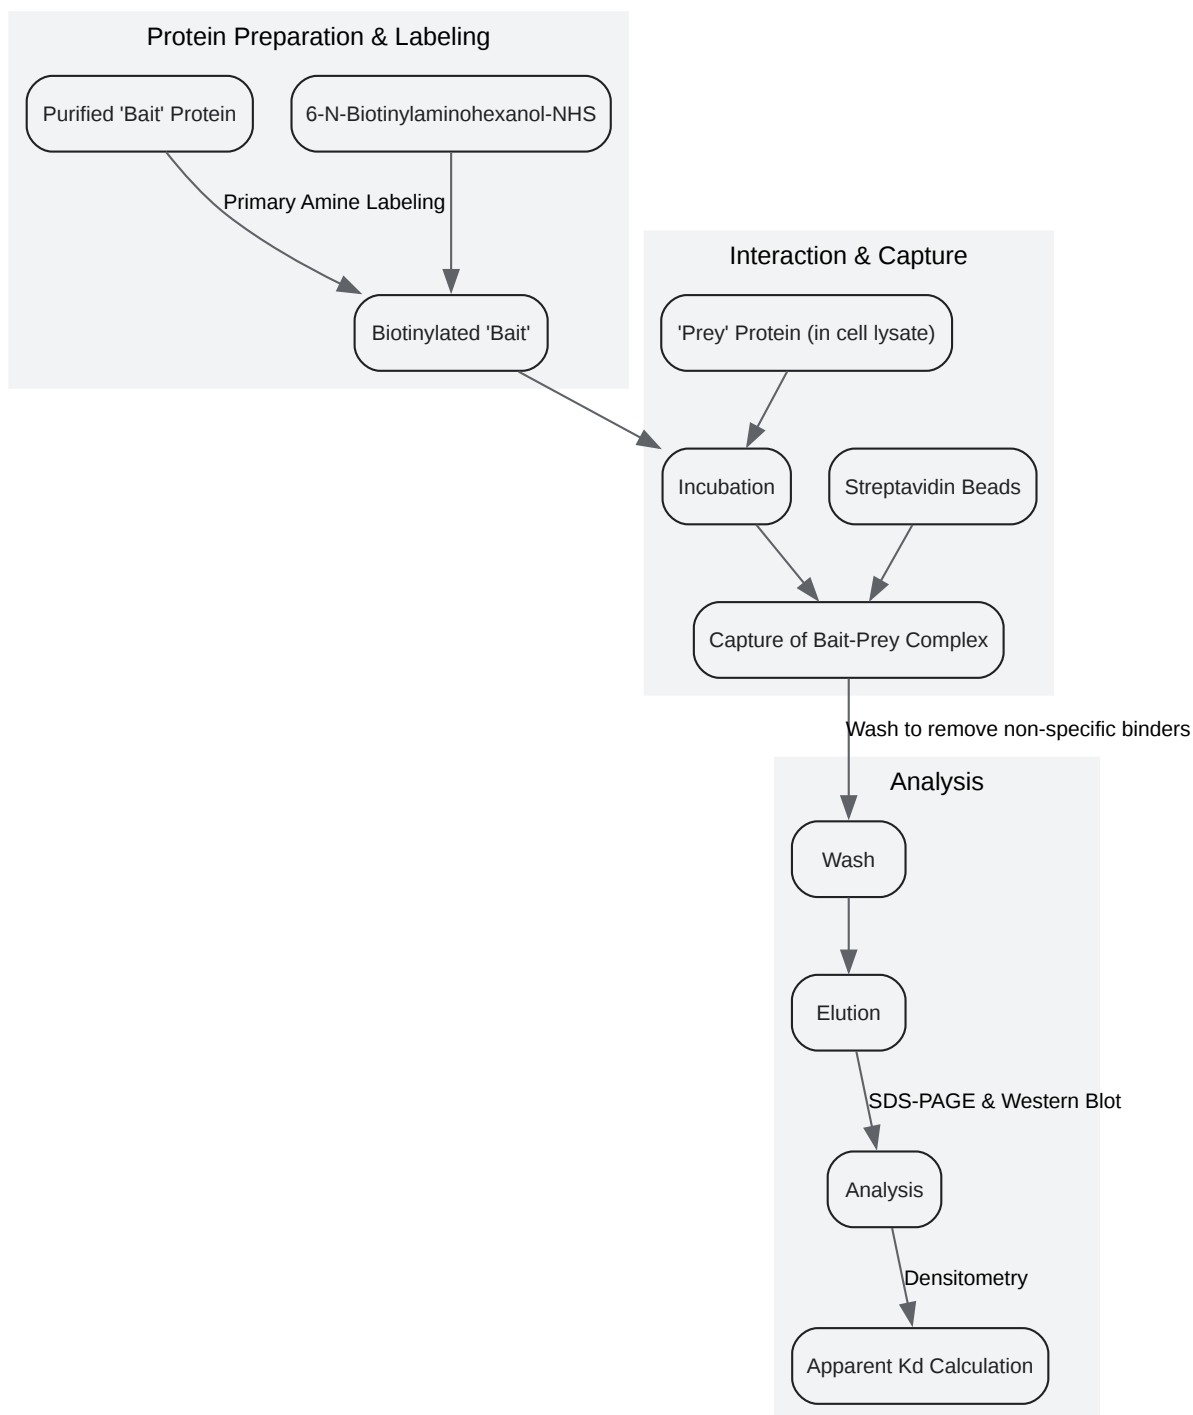 Protein Preparation & Labeling
Purified 'Bait' Protein
6-N-Biotinylaminohexanol-NHS
Primary Amine Labeling
Biotinylated 'Bait'
Interaction & Capture
'Prey' Protein (in cell lysate)
Incubation
Streptavidin Beads
Capture of Bait-Prey Complex
Wash to remove non-specific binders
Analysis
Wash
Elution
SDS-PAGE & Western Blot
Analysis
Densitometry
Apparent Kd Calculation